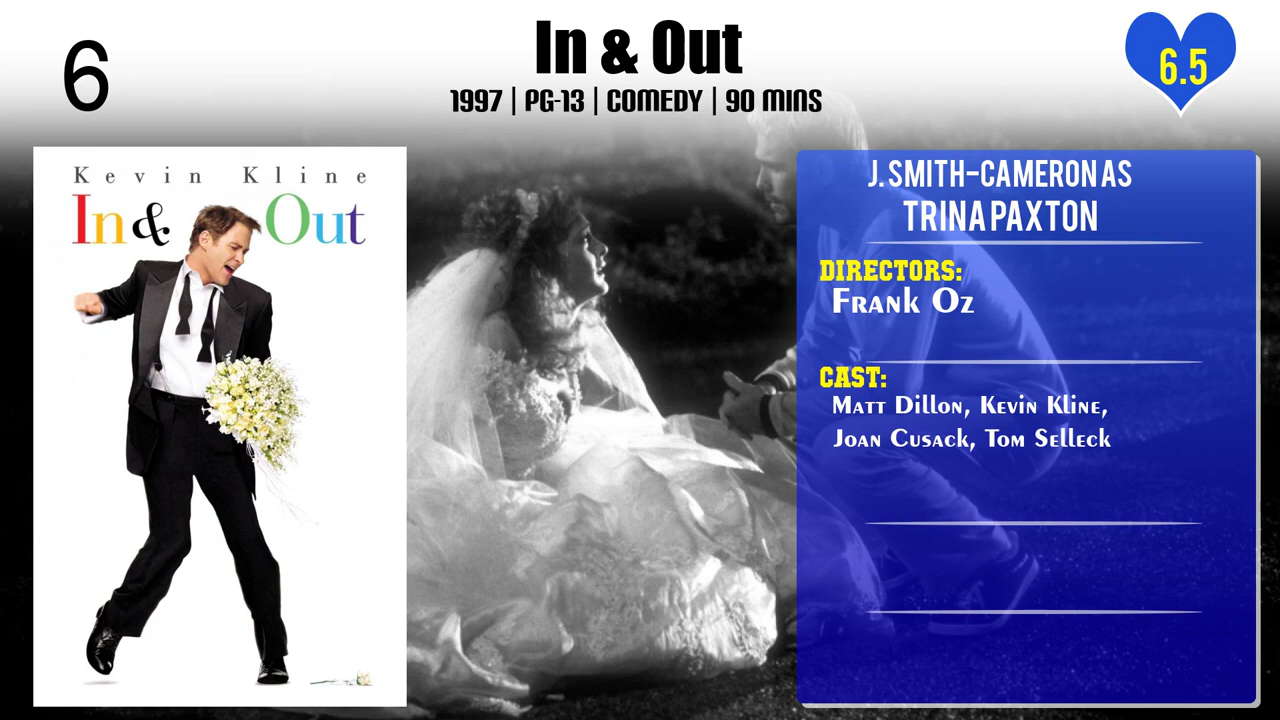 6
In & Out
1997 | PG-13 | COMEDY | 90 MINS
6.5
Kevin Kline
In & Out
J. SMITH-CAMERON AS
TRINA PAXTON
DIRECTORS:
Frank Oz
CAST:
Matt Dillon, Kevin Kline,
Joan Cusack, Tom Selleck